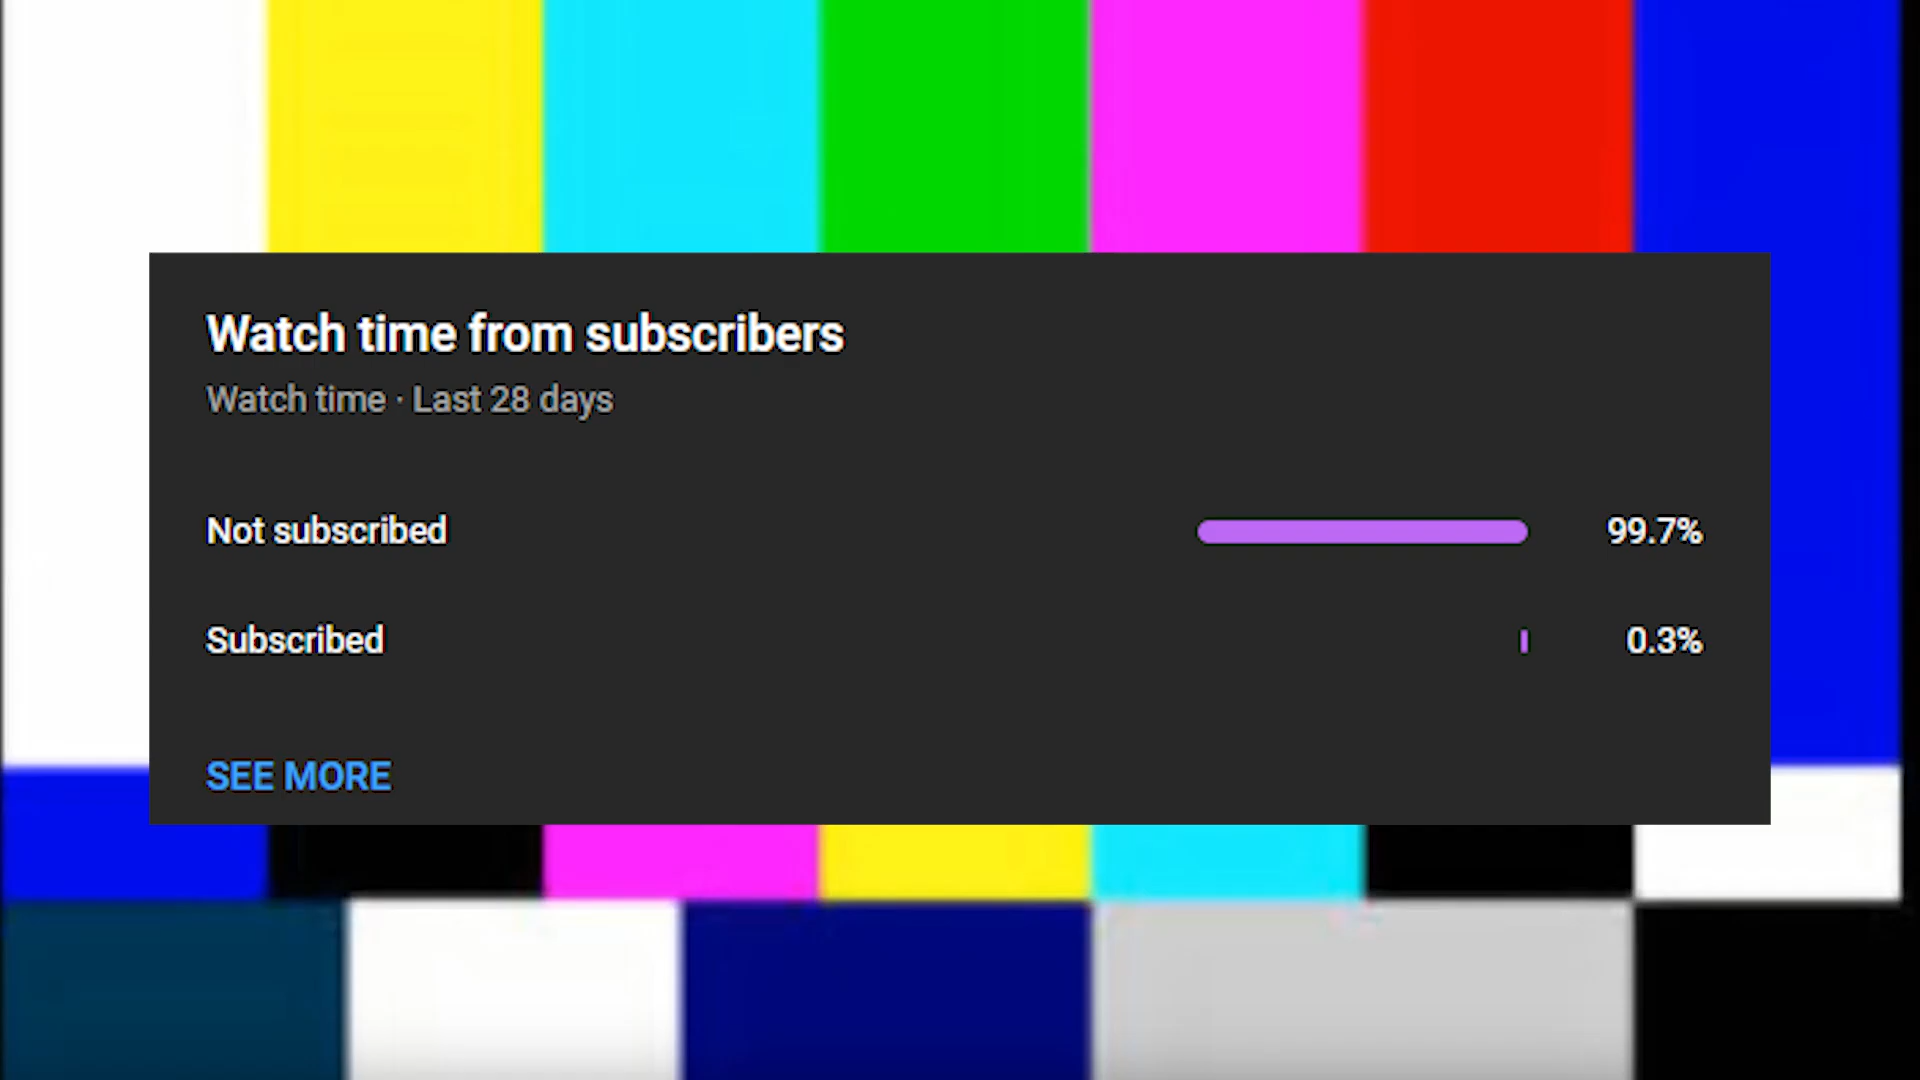 Watch time from subscribers
Watch time · Last 28 days
Not subscribed 99.7%
Subscribed 0.3%
SEE MORE